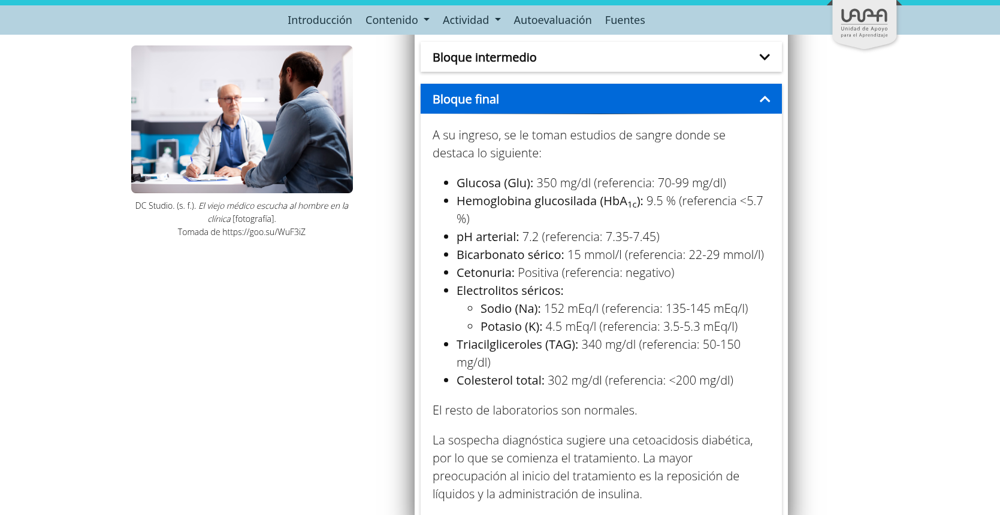 Introducción
Contenido
Actividad
Autoevaluación
Fuentes
Unidad de Apoyo
para el Aprendizaje
DC Studio. (s. f.). El viejo médico escucha al hombre en la
clínica [fotografía].
Tomada de https://goo.su/WuF3iZ
Bloque intermedio
Bloque final
A su ingreso, se le toman estudios de sangre donde se
destaca lo siguiente:
Glucosa (Glu): 350 mg/dl (referencia: 70-99 mg/dl)
Hemoglobina glucosilada (HbA1c): 9.5 % (referencia <5.7
%)
pH arterial: 7.2 (referencia: 7.35-7.45)
Bicarbonato sérico: 15 mmol/l (referencia: 22-29 mmol/l)
Cetonuria: Positiva (referencia: negativo)
Electrolitos séricos:
Sodio (Na): 152 mEq/l (referencia: 135-145 mEq/l)
Potasio (K): 4.5 mEq/l (referencia: 3.5-5.3 mEq/l)
Triacilgliceroles (TAG): 340 mg/dl (referencia: 50-150
mg/dl)
Colesterol total: 302 mg/dl (referencia: <200 mg/dl)
El resto de laboratorios son normales.
La sospecha diagnóstica sugiere una cetoacidosis diabética,
por lo que se comienza el tratamiento. La mayor
preocupación al inicio del tratamiento es la reposición de
líquidos y la administración de insulina.